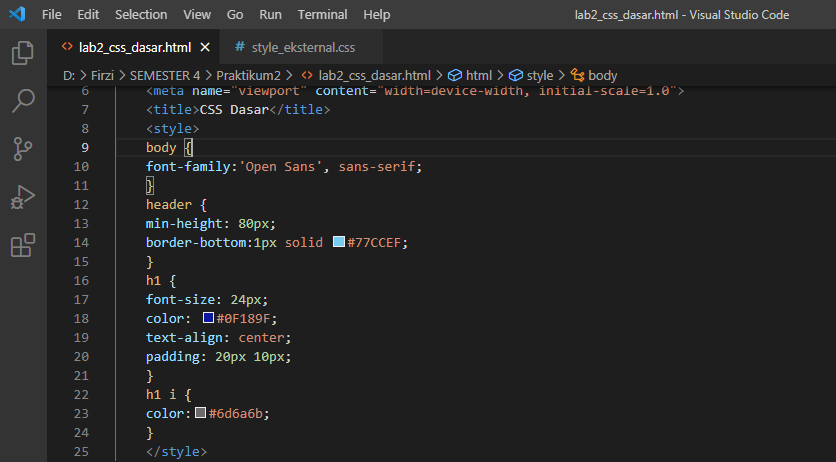 File Edit Selection View Go Run Terminal Help lab2_css_dasar.html - Visual Studio Code
lab2_css_dasar.html style_eksternal.css
D: > Firzi > SEMESTER 4 > Praktikum2 > lab2_css_dasar.html > html > style > body
6 <meta name="viewport" content="width=device-width, initial-scale=1.0">
7 <title>CSS Dasar</title>
8 <style>
9 body {
10 font-family:'Open Sans', sans-serif;
11 }
12 header {
13 min-height: 80px;
14 border-bottom:1px solid #77CCEF;
15 }
16 h1 {
17 font-size: 24px;
18 color: #0F189F;
19 text-align: center;
20 padding: 20px 10px;
21 }
22 h1 i {
23 color:#6d6a6b;
24 }
25 </style>